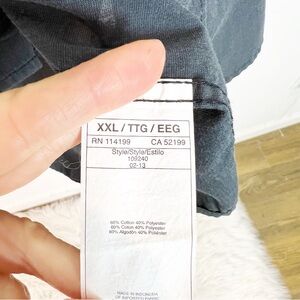 XXL / TTG / EEG
RN 114199 CA 52199
Style/Style/Estilo
109240
02-13
60% Cotton 40% Polyester
60% Coton 40% Polyester
60% Algodón 40% Poliéster
MADE IN INDONESIA